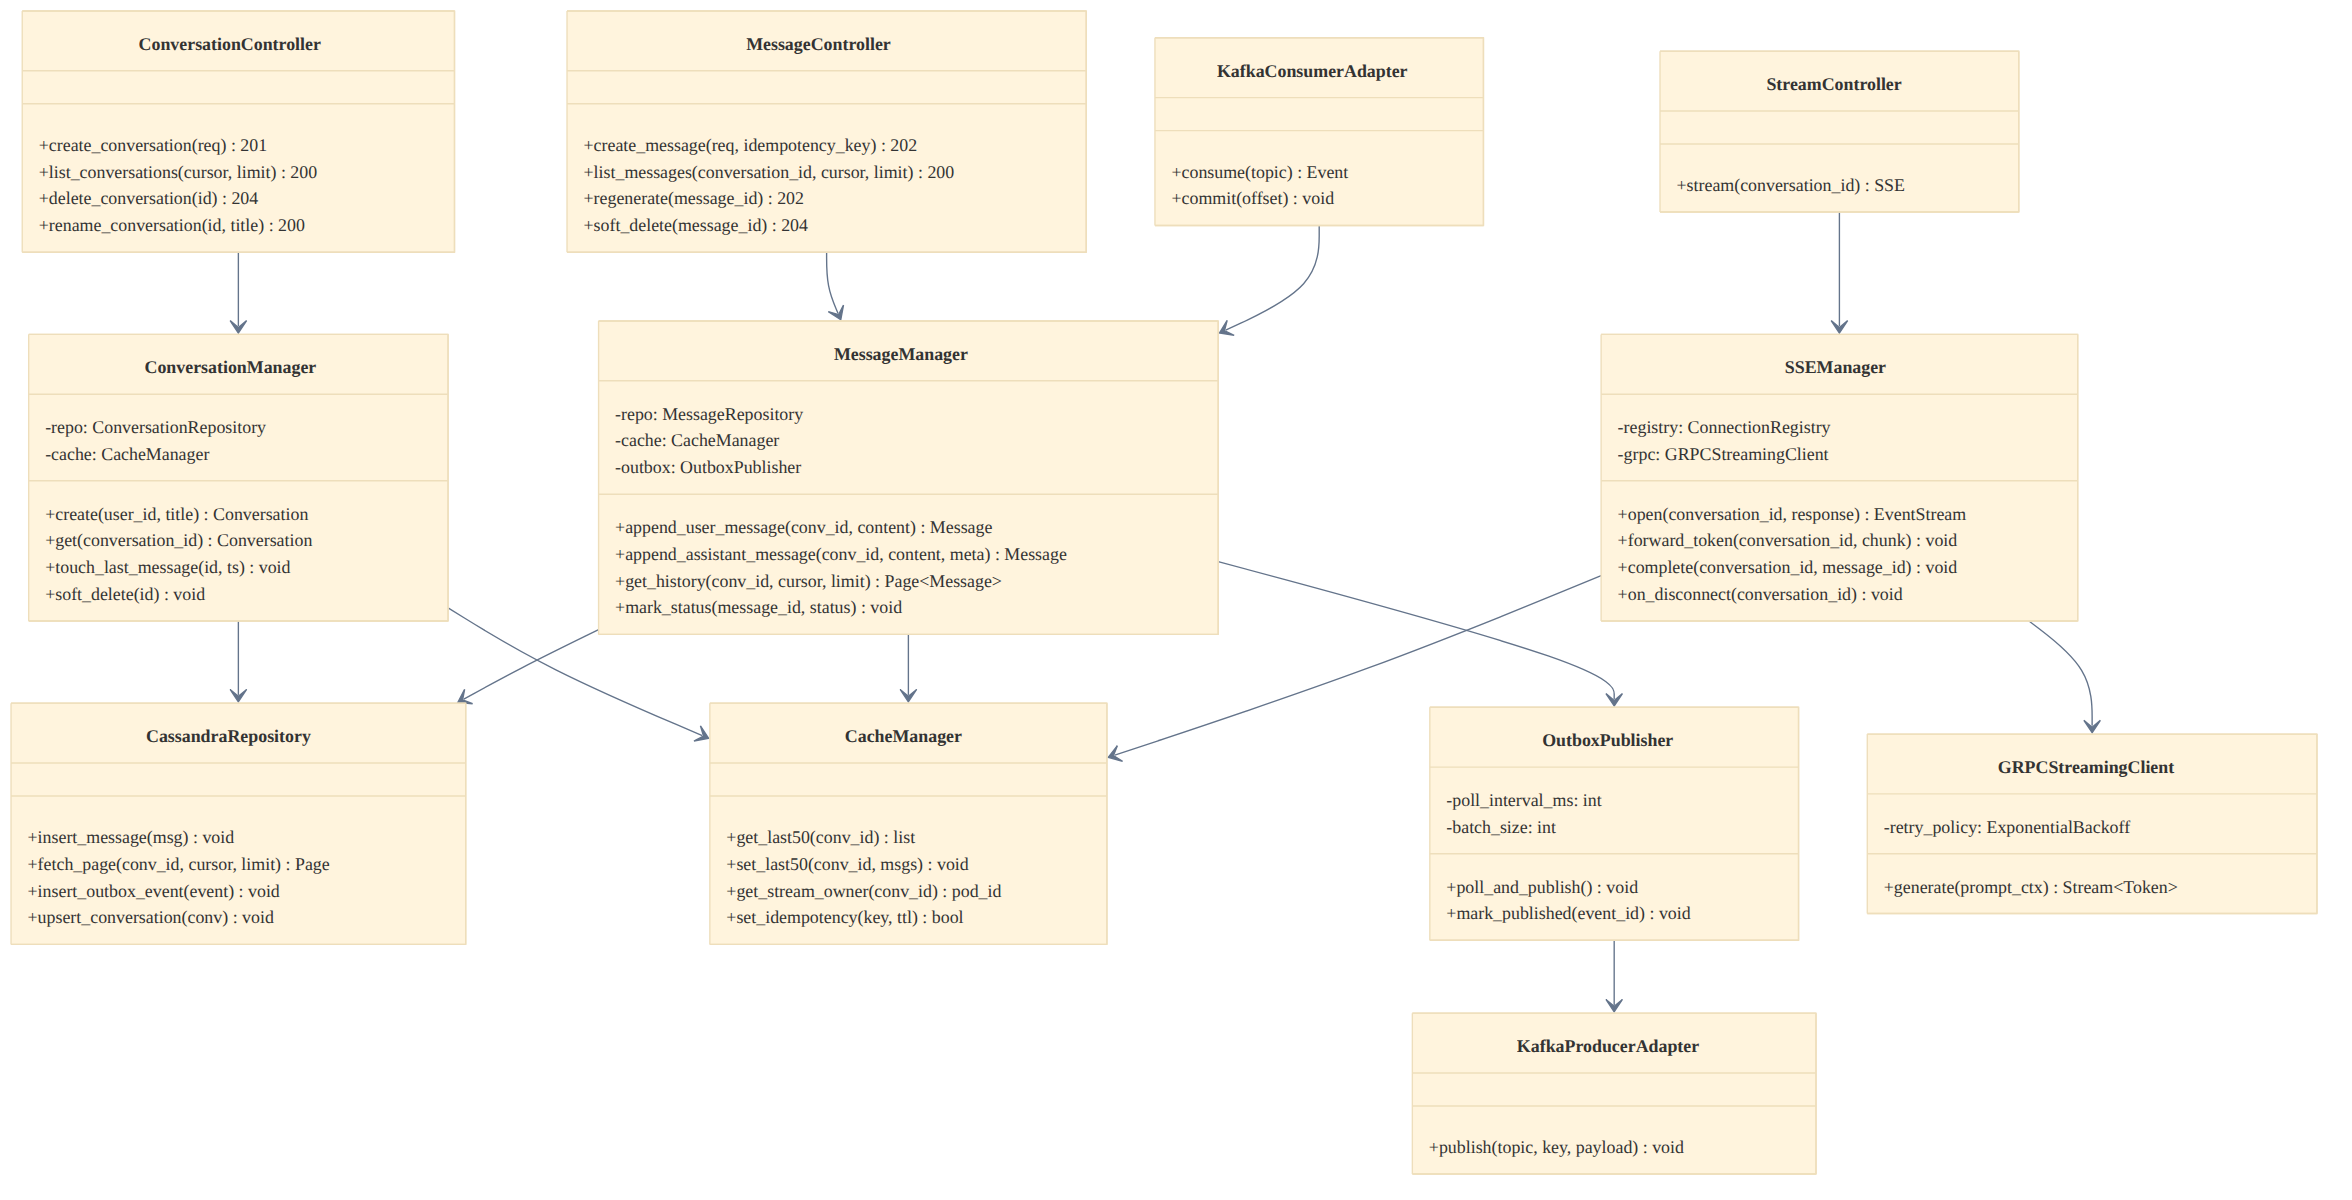 ConversationController
+create_conversation(req) : 201
+list_conversations(cursor, limit) : 200
+delete_conversation(id) : 204
+rename_conversation(id, title) : 200
MessageController
+create_message(req, idempotency_key) : 202
+list_messages(conversation_id, cursor, limit) : 200
+regenerate(message_id) : 202
+soft_delete(message_id) : 204
KafkaConsumerAdapter
+consume(topic) : Event
+commit(offset) : void
StreamController
+stream(conversation_id) : SSE
ConversationManager
-repo: ConversationRepository
-cache: CacheManager
+create(user_id, title) : Conversation
+get(conversation_id) : Conversation
+touch_last_message(id, ts) : void
+soft_delete(id) : void
MessageManager
-repo: MessageRepository
-cache: CacheManager
-outbox: OutboxPublisher
+append_user_message(conv_id, content) : Message
+append_assistant_message(conv_id, content, meta) : Message
+get_history(conv_id, cursor, limit) : Page<Message>
+mark_status(message_id, status) : void
SSEManager
-registry: ConnectionRegistry
-grpc: GRPCStreamingClient
+open(conversation_id, response) : EventStream
+forward_token(conversation_id, chunk) : void
+complete(conversation_id, message_id) : void
+on_disconnect(conversation_id) : void
CassandraRepository
+insert_message(msg) : void
+fetch_page(conv_id, cursor, limit) : Page
+insert_outbox_event(event) : void
+upsert_conversation(conv) : void
CacheManager
+get_last50(conv_id) : list
+set_last50(conv_id, msgs) : void
+get_stream_owner(conv_id) : pod_id
+set_idempotency(key, ttl) : bool
OutboxPublisher
-poll_interval_ms: int
-batch_size: int
+poll_and_publish() : void
+mark_published(event_id) : void
GRPCStreamingClient
-retry_policy: ExponentialBackoff
+generate(prompt_ctx) : Stream<Token>
KafkaProducerAdapter
+publish(topic, key, payload) : void